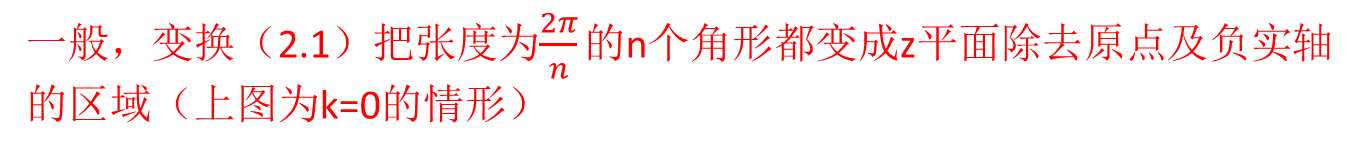 一般，变换（2.1）把张度为$\frac{2\pi}{n}$的n个角形都变成z平面除去原点及负实轴
的区域（上图为k=0的情形）